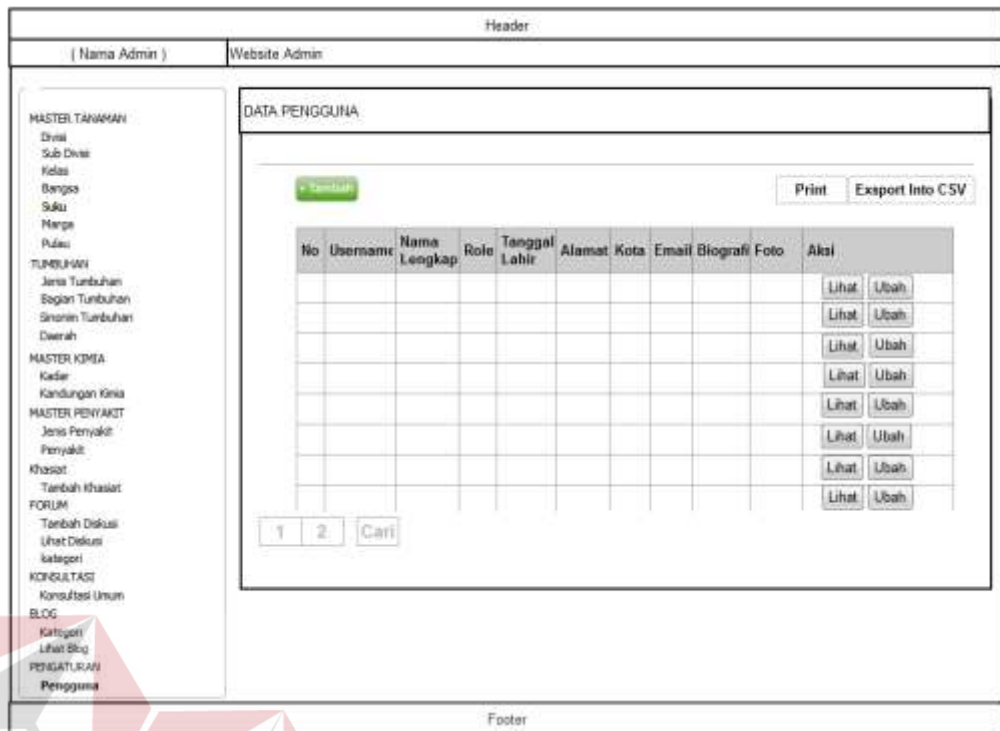 Header
( Nama Admin )
Website Admin
MASTER TANAMAN
Divisi
Sub Divisi
Kelas
Bangsa
Suku
Marga
Pulau
TUMBUHAN
Jenis Tumbuhan
Bagian Tumbuhan
Sinonim Tumbuhan
Daerah
MASTER KIMIA
Kadar
Kandungan Kimia
MASTER PENYAKIT
Jenis Penyakit
Penyakit
Khasiat
Tambah Khasiat
FORUM
Tambah Diskusi
Lihat Diskusi
kategori
KONSULTASI
Konsultasi Umum
BLOG
Kategori
Lihat Blog
PENGATURAN
Pengguna
DATA PENGGUNA
+ Tambah
Print
Exsport Into CSV
No Username Nama Lengkap Role Tanggal Lahir Alamat Kota Email Biografi Foto Aksi
Lihat Ubah
Lihat Ubah
Lihat Ubah
Lihat Ubah
Lihat Ubah
Lihat Ubah
Lihat Ubah
Lihat Ubah
1 2 Cari
Footer